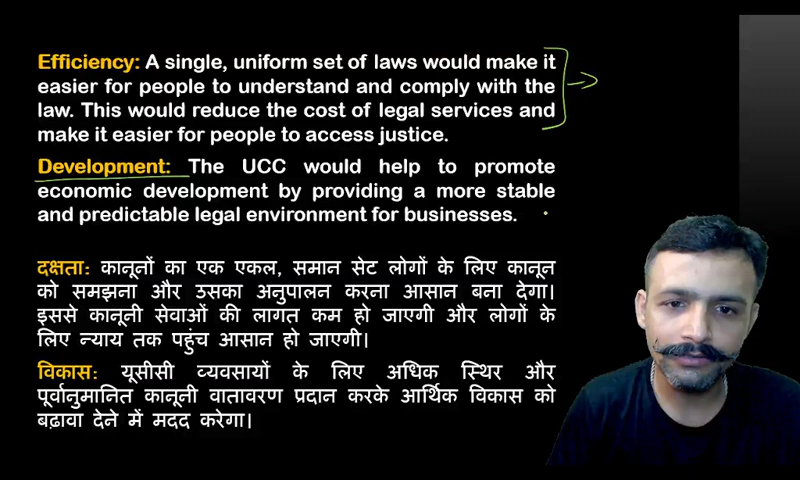 Efficiency: A single, uniform set of laws would make it
easier for people to understand and comply with the
law. This would reduce the cost of legal services and
make it easier for people to access justice.
Development: The UCC would help to promote
economic development by providing a more stable
and predictable legal environment for businesses.
दक्षता: कानूनों का एक एकल, समान सेट लोगों के लिए कानून
को समझना और उसका अनुपालन करना आसान बना देगा।
इससे कानूनी सेवाओं की लागत कम हो जाएगी और लोगों के
लिए न्याय तक पहुंच आसान हो जाएगी।
विकास: यूसीसी व्यवसायों के लिए अधिक स्थिर और
पूर्वानुमानित कानूनी वातावरण प्रदान करके आर्थिक विकास को
बढ़ावा देने में मदद करेगा।